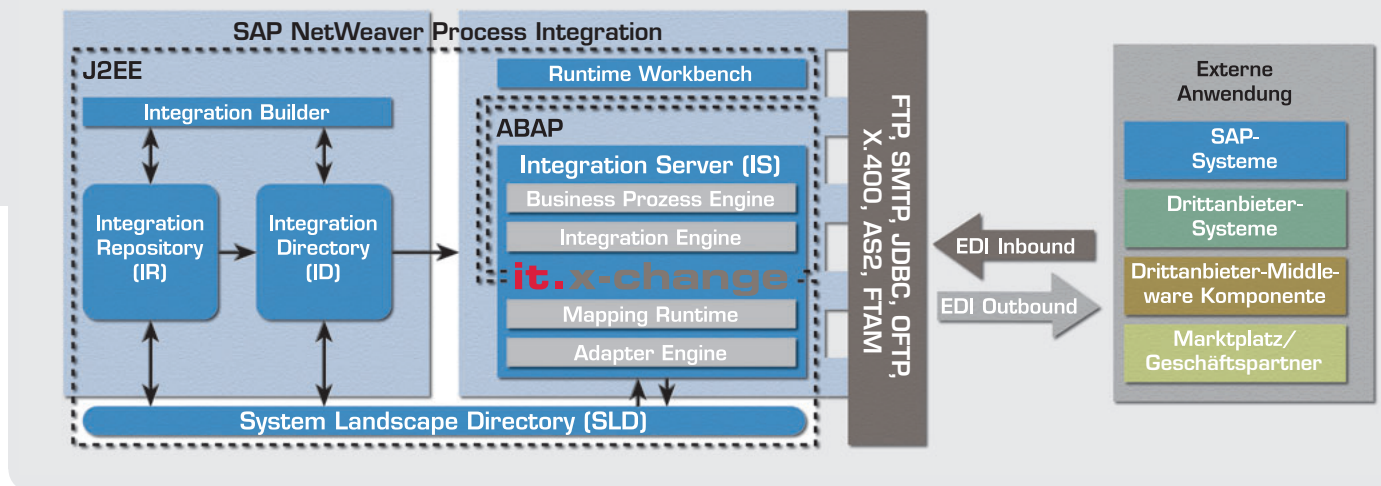 SAP NetWeaver Process Integration
J2EE
Integration Builder
Integration
Repository
(IR)
Integration
Directory
(ID)
Runtime Workbench
ABAP
Integration Server (IS)
Business Prozess Engine
Integration Engine
it.x-change
Mapping Runtime
Adapter Engine
System Landscape Directory (SLD)
FTP, SMTP, JDBC, OFTP,
X.400, AS2, FTAM
EDI Inbound
EDI Outbound
Externe
Anwendung
SAP-
Systeme
Drittanbieter-
Systeme
Drittanbieter-Middle-
ware Komponente
Marktplatz/
Geschäftspartner